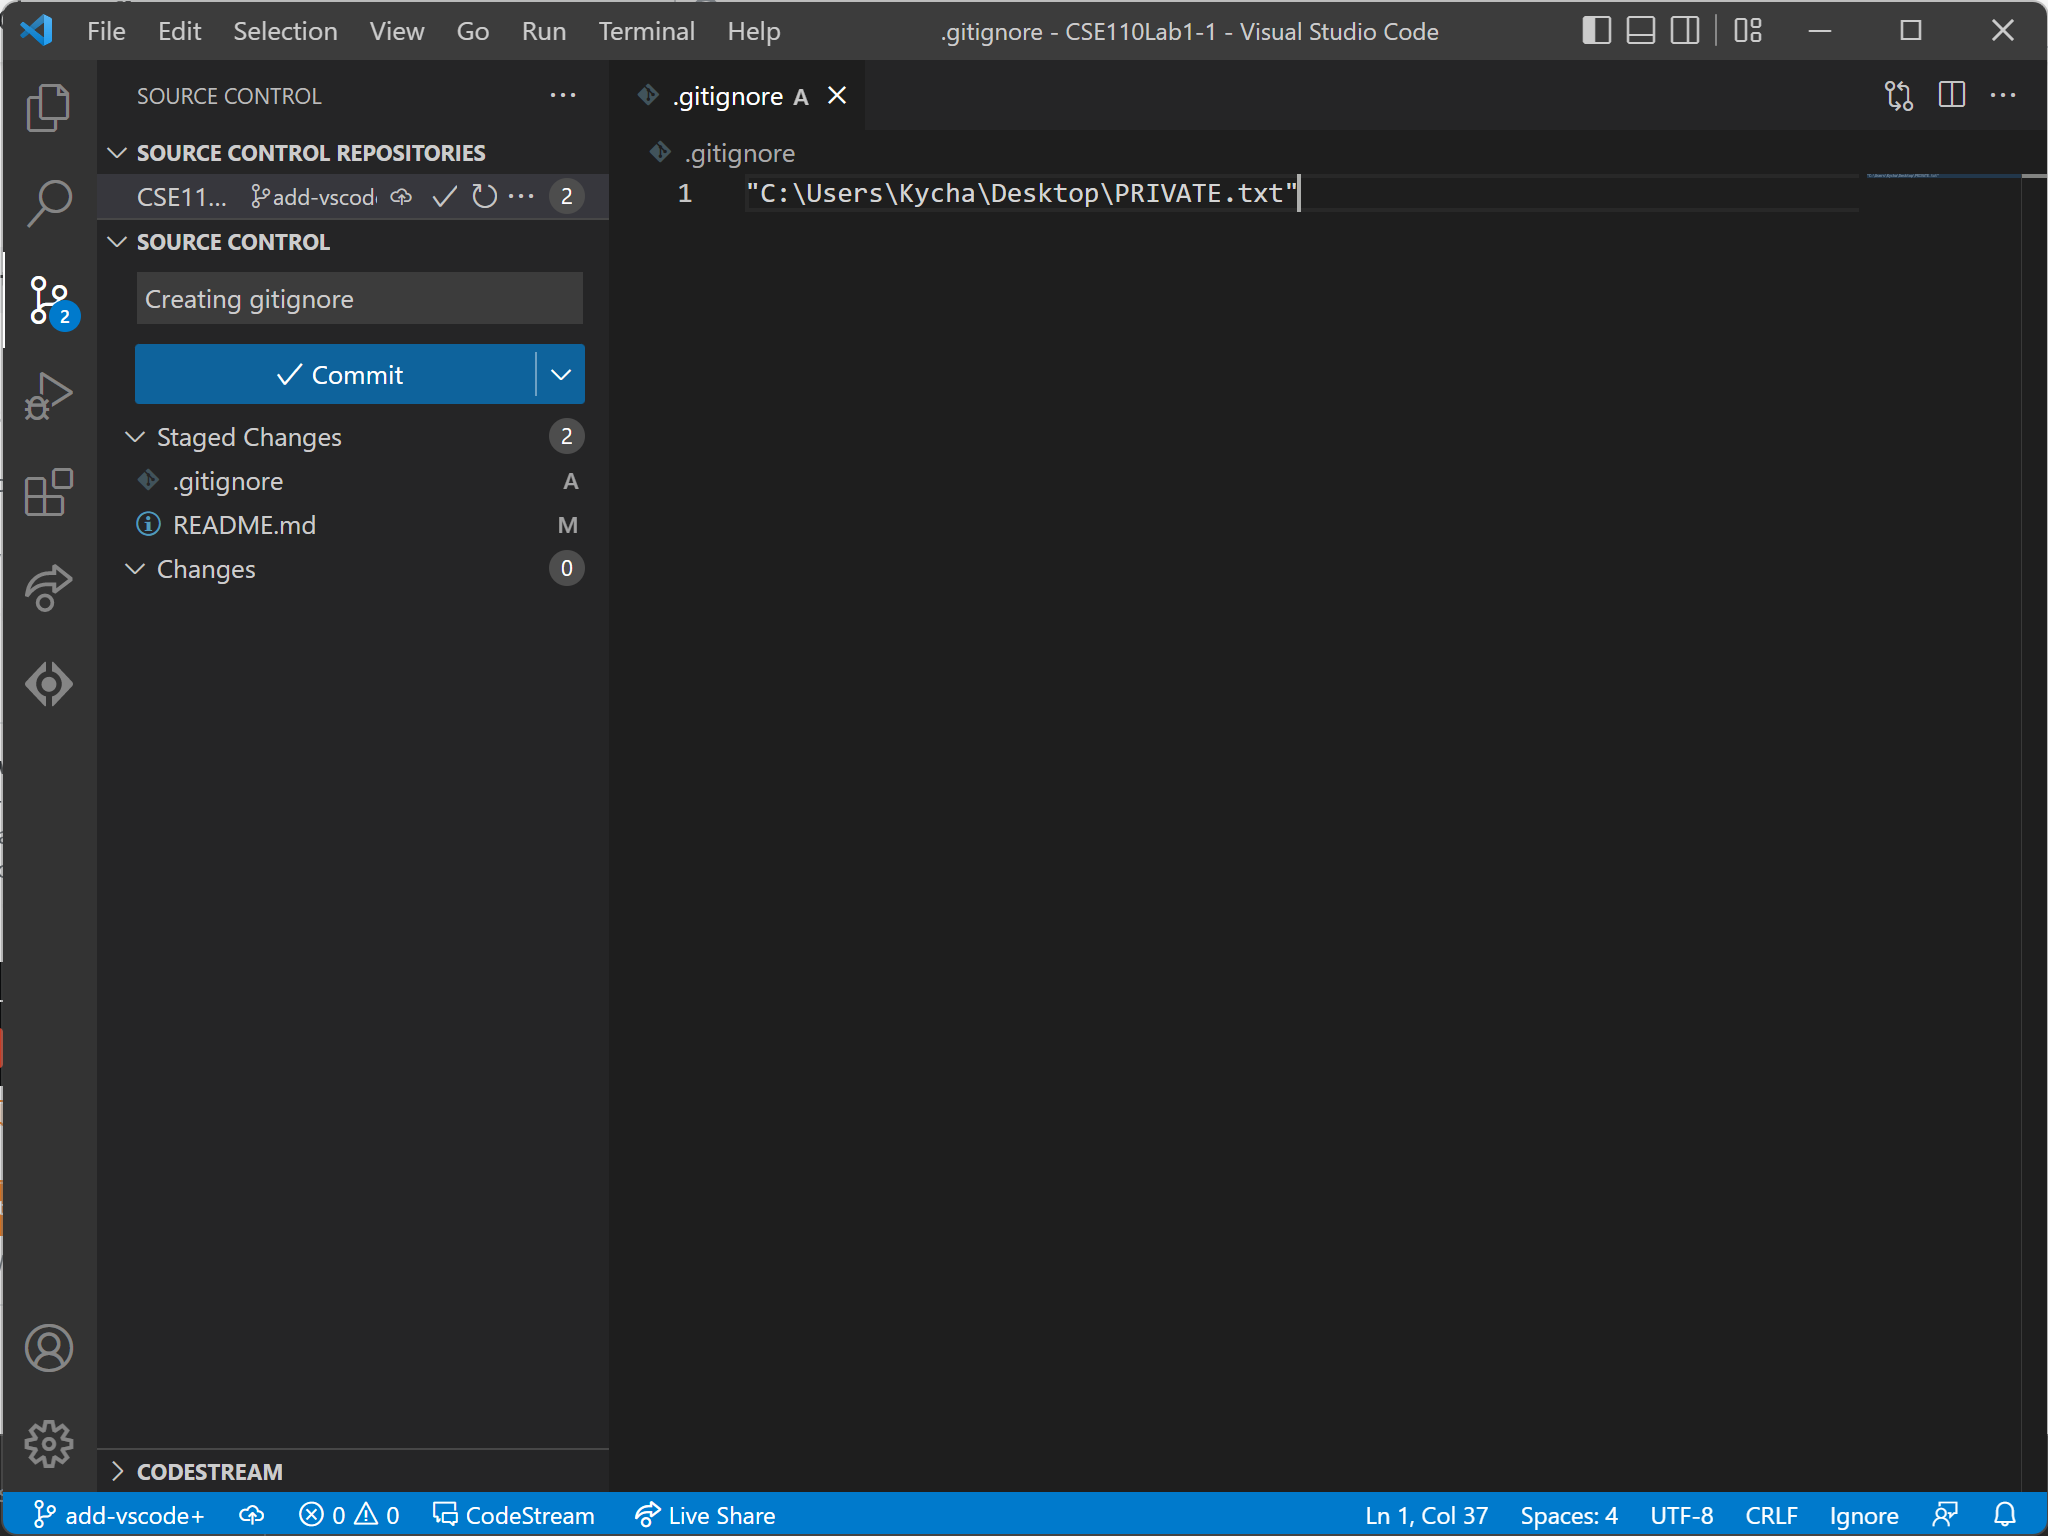 File Edit Selection View Go Run Terminal Help .gitignore - CSE110Lab1-1 - Visual Studio Code
SOURCE CONTROL
SOURCE CONTROL REPOSITORIES
CSE11... add-vscod 2
SOURCE CONTROL
Creating gitignore
Commit
Staged Changes 2
.gitignore A
README.md M
Changes 0
CODESTREAM
2
.gitignore A
.gitignore
1 "C:\Users\Kycha\Desktop\PRIVATE.txt"
add-vscode+ 0 0 CodeStream Live Share Ln 1, Col 37 Spaces: 4 UTF-8 CRLF Ignore